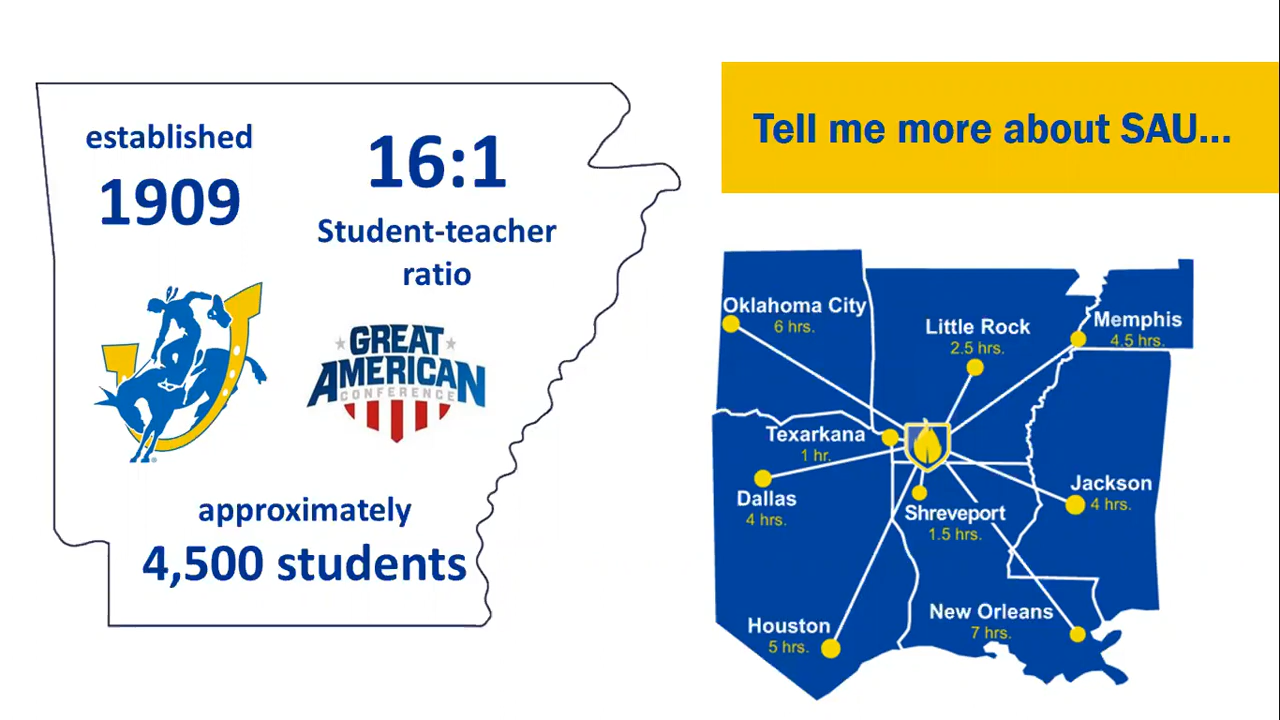 established
1909
16:1
Student-teacher
ratio
GREAT
AMERICAN
CONFERENCE
approximately
4,500 students
Tell me more about SAU...
Oklahoma City
6 hrs.
Little Rock
2.5 hrs.
Memphis
4.5 hrs.
Texarkana
1 hr.
Dallas
4 hrs.
Jackson
4 hrs.
Shreveport
1.5 hrs.
Houston
5 hrs.
New Orleans
7 hrs.